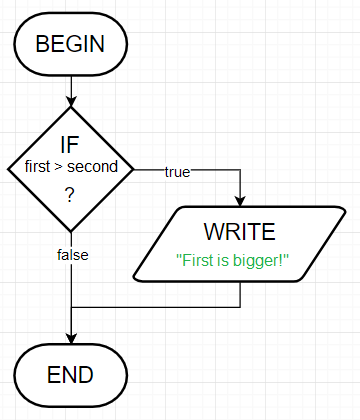 BEGIN
IF
first > second
?
true
WRITE
"First is bigger!"
false
END